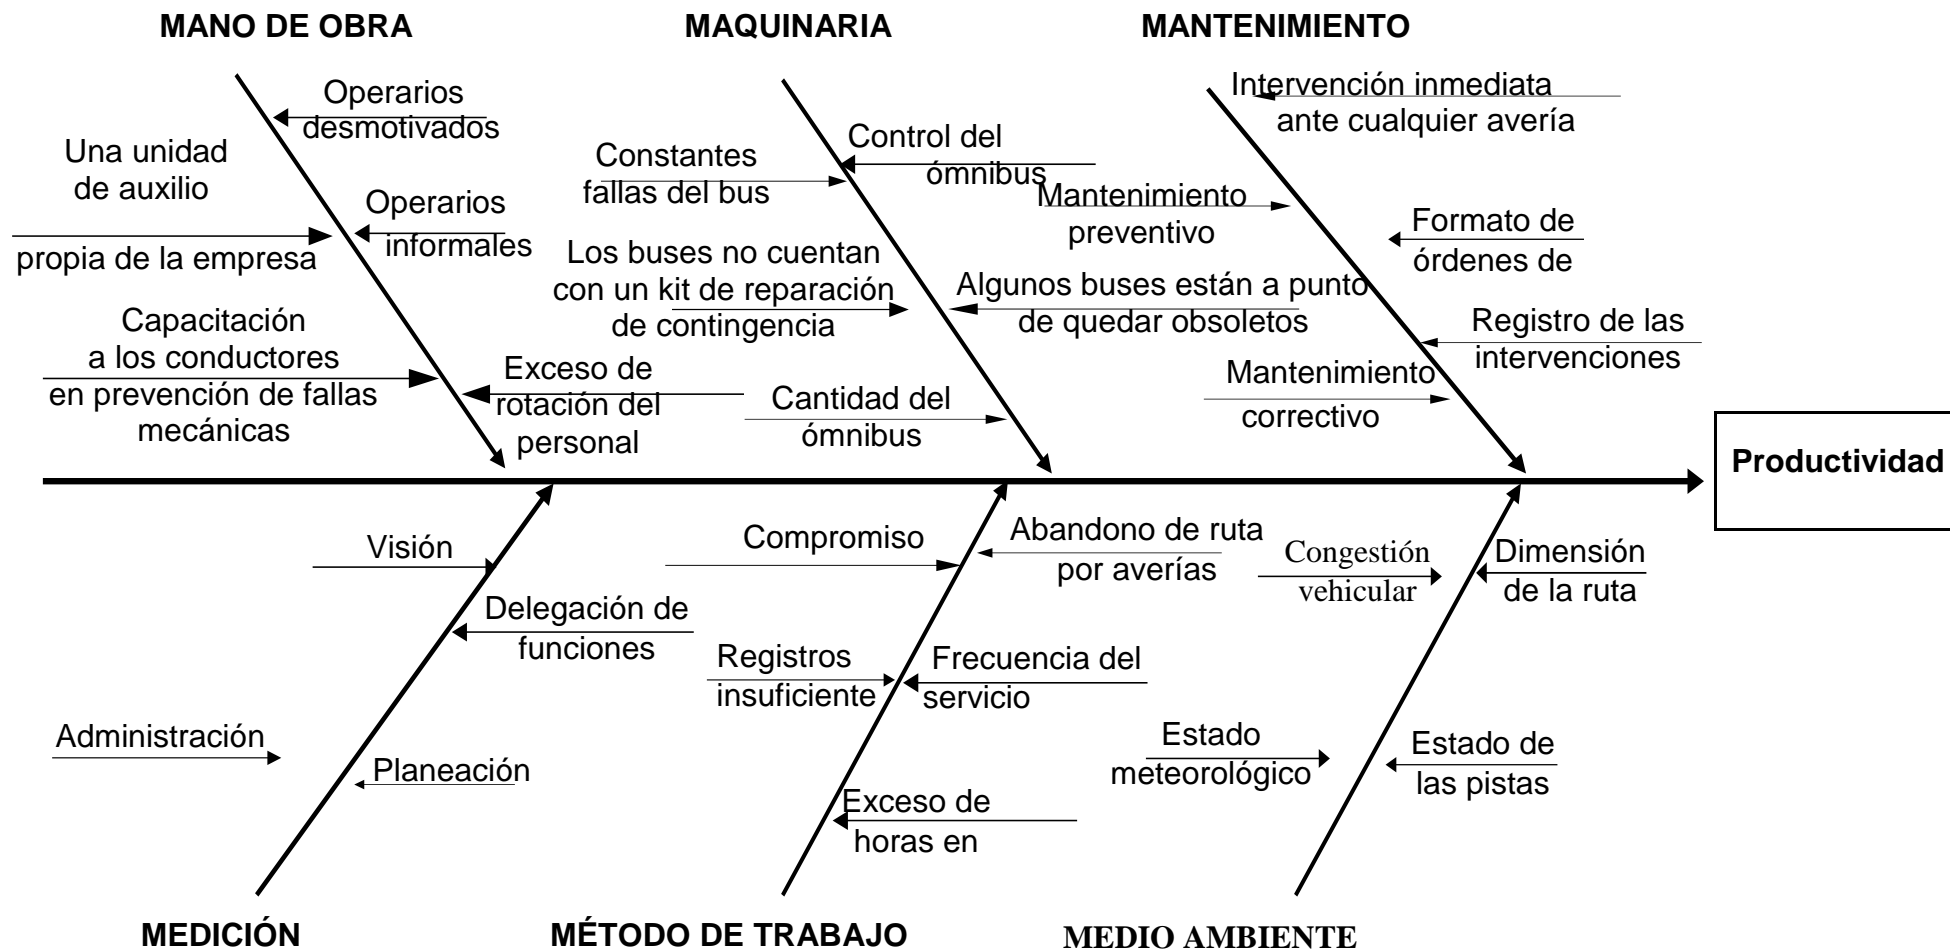 MANO DE OBRA
MAQUINARIA
MANTENIMIENTO
Operarios
desmotivados
Una unidad
de auxilio
propia de la empresa
Operarios
informales
Capacitación
a los conductores
en prevención de fallas
mecánicas
Exceso de
rotación del
personal
Constantes
fallas del bus
Control del
ómnibus
Los buses no cuentan
con un kit de reparación
de contingencia
Algunos buses están a punto
de quedar obsoletos
Cantidad del
ómnibus
Intervención inmediata
ante cualquier avería
Mantenimiento
preventivo
Formato de
órdenes de
Registro de las
intervenciones
Mantenimiento
correctivo
Productividad
Visión
Delegación de
funciones
Administración
Planeación
Compromiso
Abandono de ruta
por averías
Registros
insuficiente
Frecuencia del
servicio
Exceso de
horas en
Congestión
vehicular
Dimensión
de la ruta
Estado
meteorológico
Estado de
las pistas
MEDICIÓN
MÉTODO DE TRABAJO
MEDIO AMBIENTE